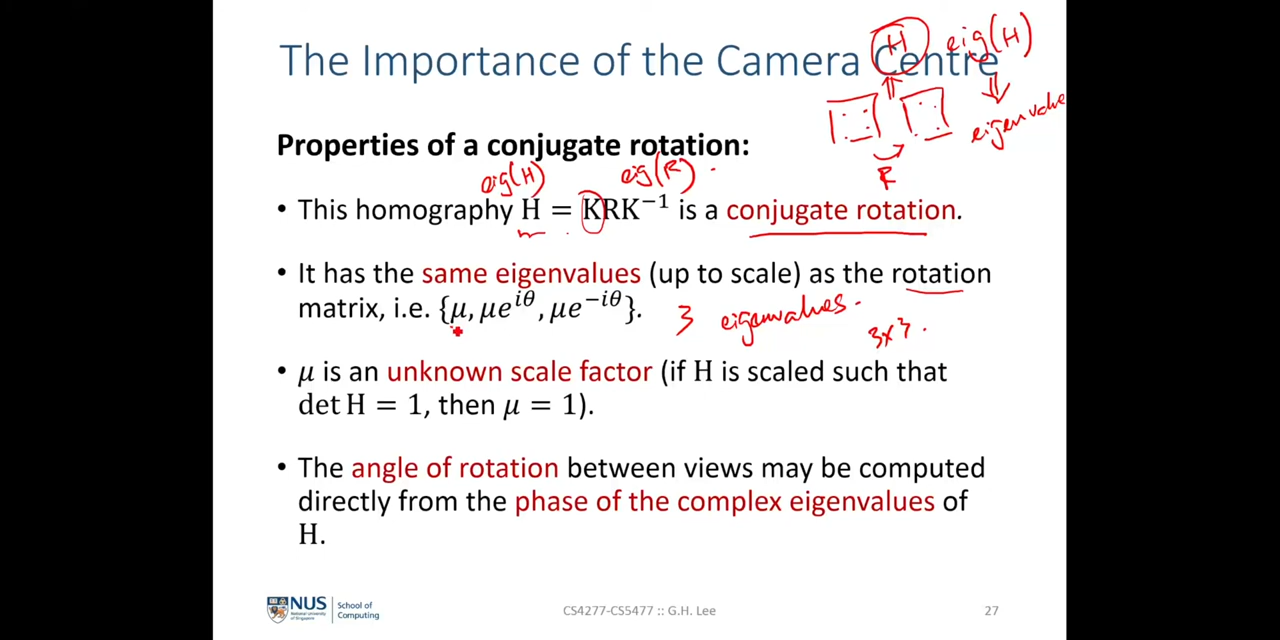 The Importance of the Camera Centre
H eig(H)
eigenvalue
R
Properties of a conjugate rotation:
eig(H) eig(R)
• This homography H = KRK⁻¹ is a conjugate rotation.
• It has the same eigenvalues (up to scale) as the rotation
matrix, i.e. {μ, μe^{iθ}, μe^{−iθ}}.
3 eigenvalues.
3x3.
• μ is an unknown scale factor (if H is scaled such that
det H = 1, then μ = 1).
• The angle of rotation between views may be computed
directly from the phase of the complex eigenvalues of
H.
NUS
National University
of Singapore
School of
Computing
CS4277-CS5477 :: G.H. Lee
27